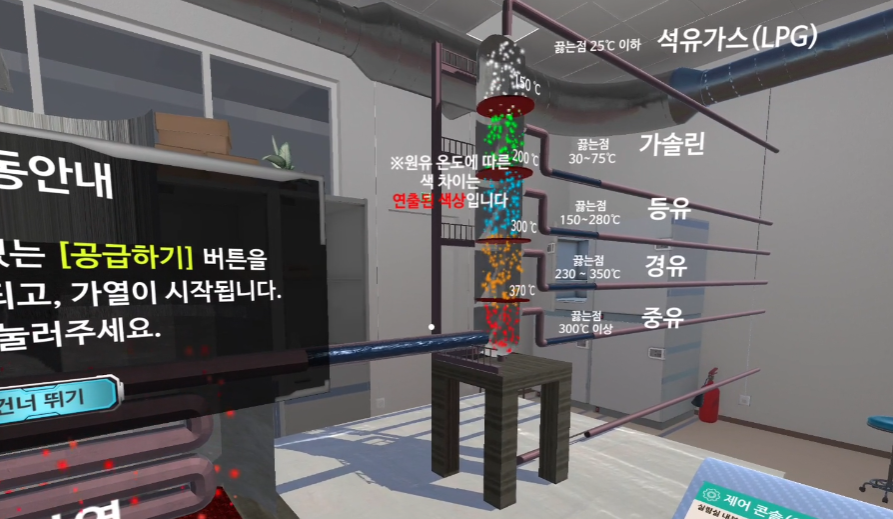 끓는점 25℃ 이하 석유가스(LPG)
150℃
끓는점
30~75℃
가솔린
※원유 온도에 따른
색 차이는
연출된 색상입니다
200℃
끓는점
150~280℃
등유
300℃
끓는점
230 ~ 350℃
경유
370℃
끓는점
300℃ 이상
중유
동안내
있는 [공급하기] 버튼을
되고, 가열이 시작됩니다.
눌러주세요.
건너 뛰기
가열
제어 콘솔